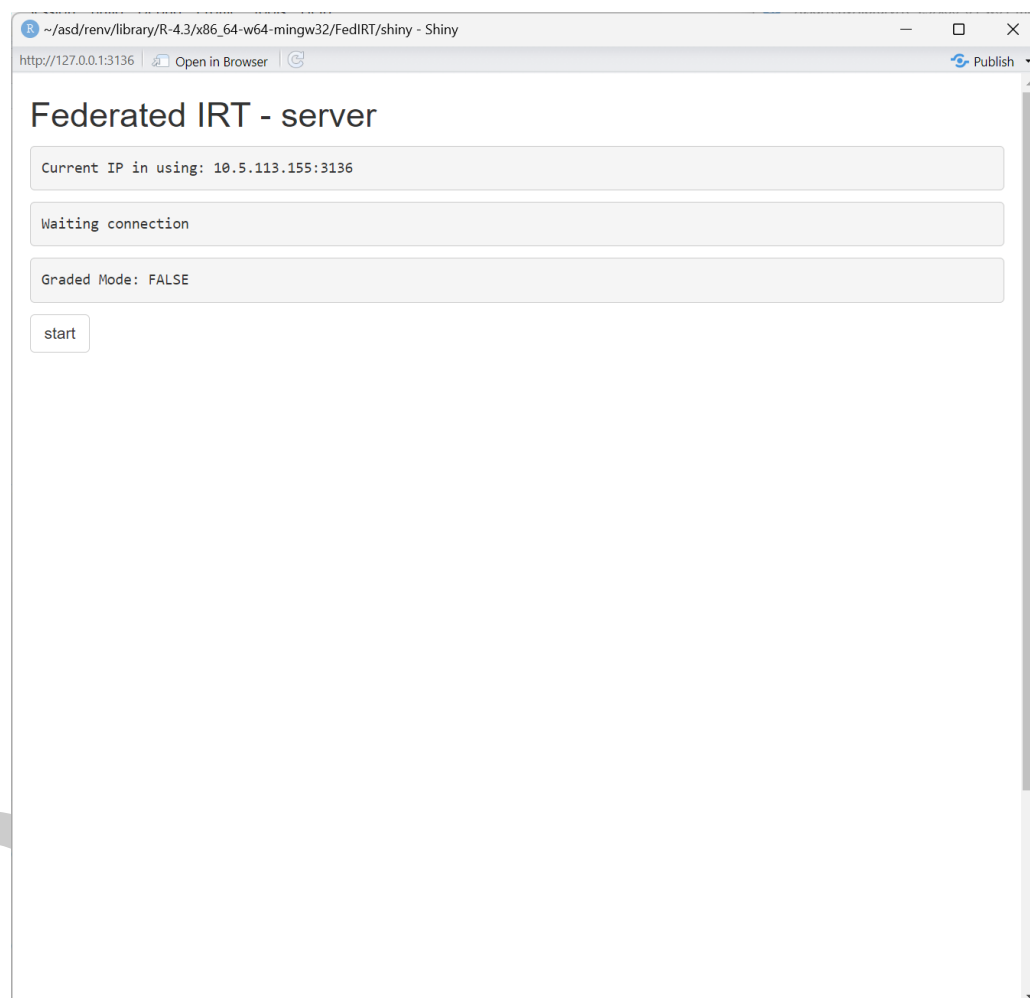 ~/asd/renv/library/R-4.3/x86_64-w64-mingw32/FedIRT/shiny - Shiny
http://127.0.0.1:3136 Open in Browser Publish
Federated IRT - server
Current IP in using: 10.5.113.155:3136
Waiting connection
Graded Mode: FALSE
start